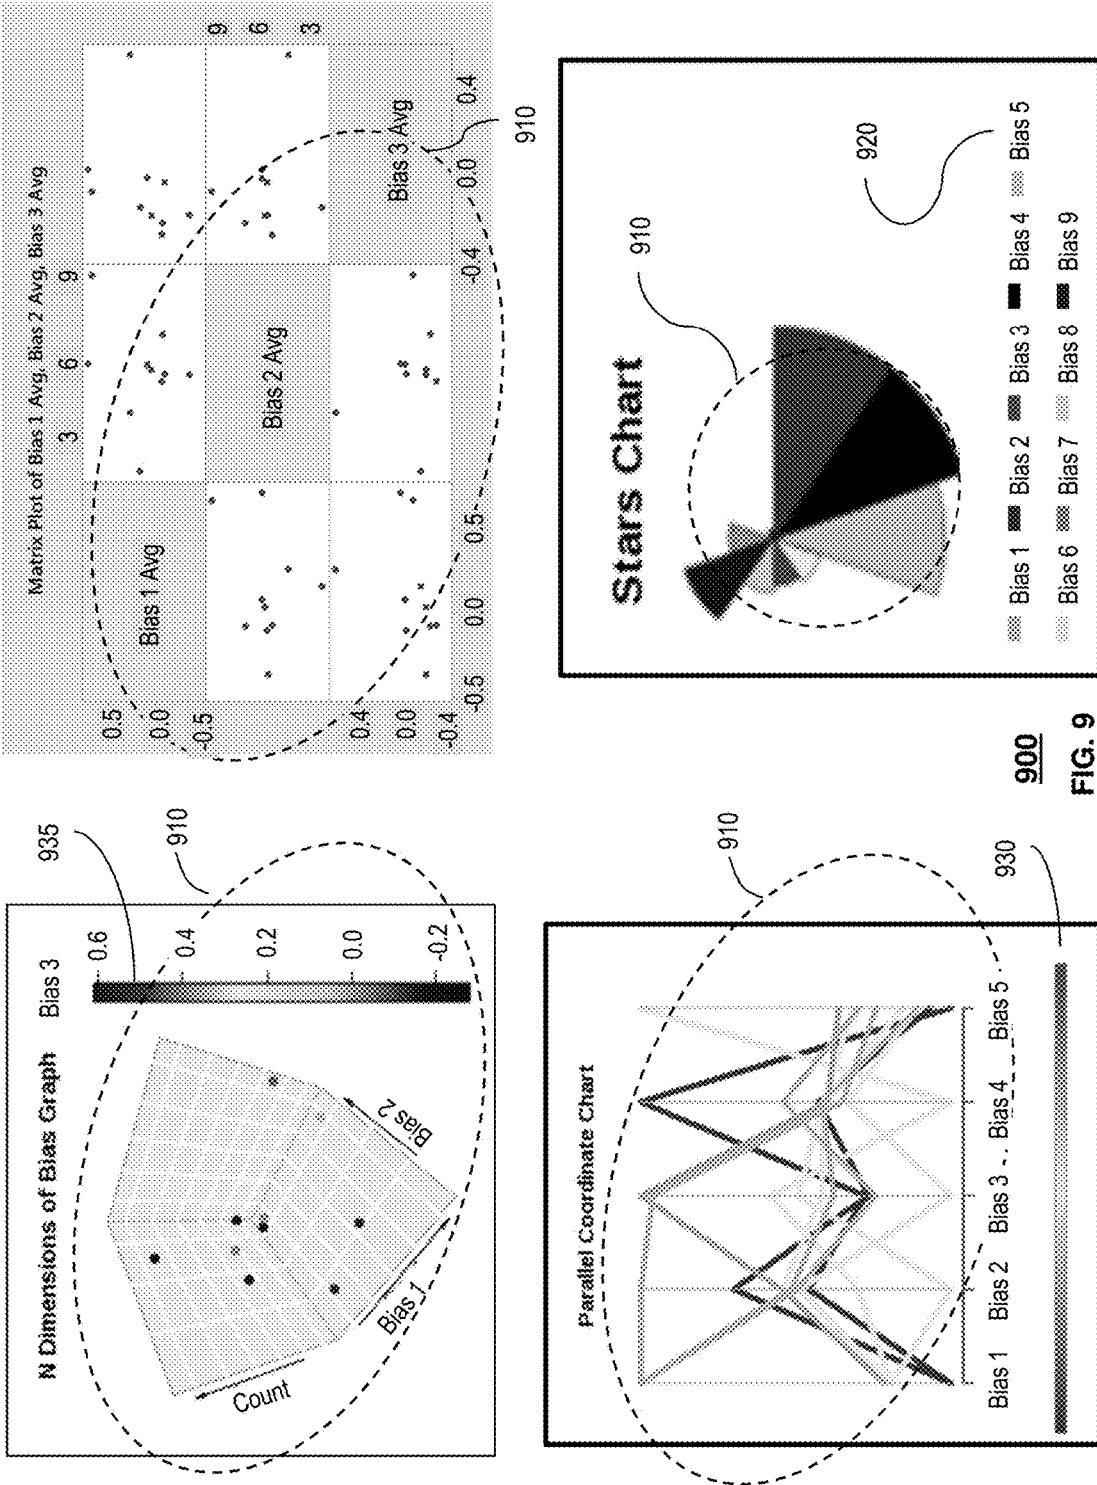 N Dimensions of Bias Graph
Bias 3
0.6
0.4
0.2
0.0
-0.2
935
910
Count
Bias 1
Bias 2
Matrix Plot of Bias 1 Avg, Bias 2 Avg, Bias 3 Avg
3
6
9
Bias 1 Avg
Bias 2 Avg
Bias 3 Avg
0.5
0.0
-0.5
9
6
3
0.4
0.0
-0.4
-0.5
0.0
0.5
-0.4
0.0
0.4
910
Parallel Coordinate Chart
910
Bias 1
Bias 2
Bias 3
Bias 4
Bias 5
930
Stars Chart
910
920
Bias 1
Bias 2
Bias 3
Bias 4
Bias 5
Bias 6
Bias 7
Bias 8
Bias 9
900
FIG. 9